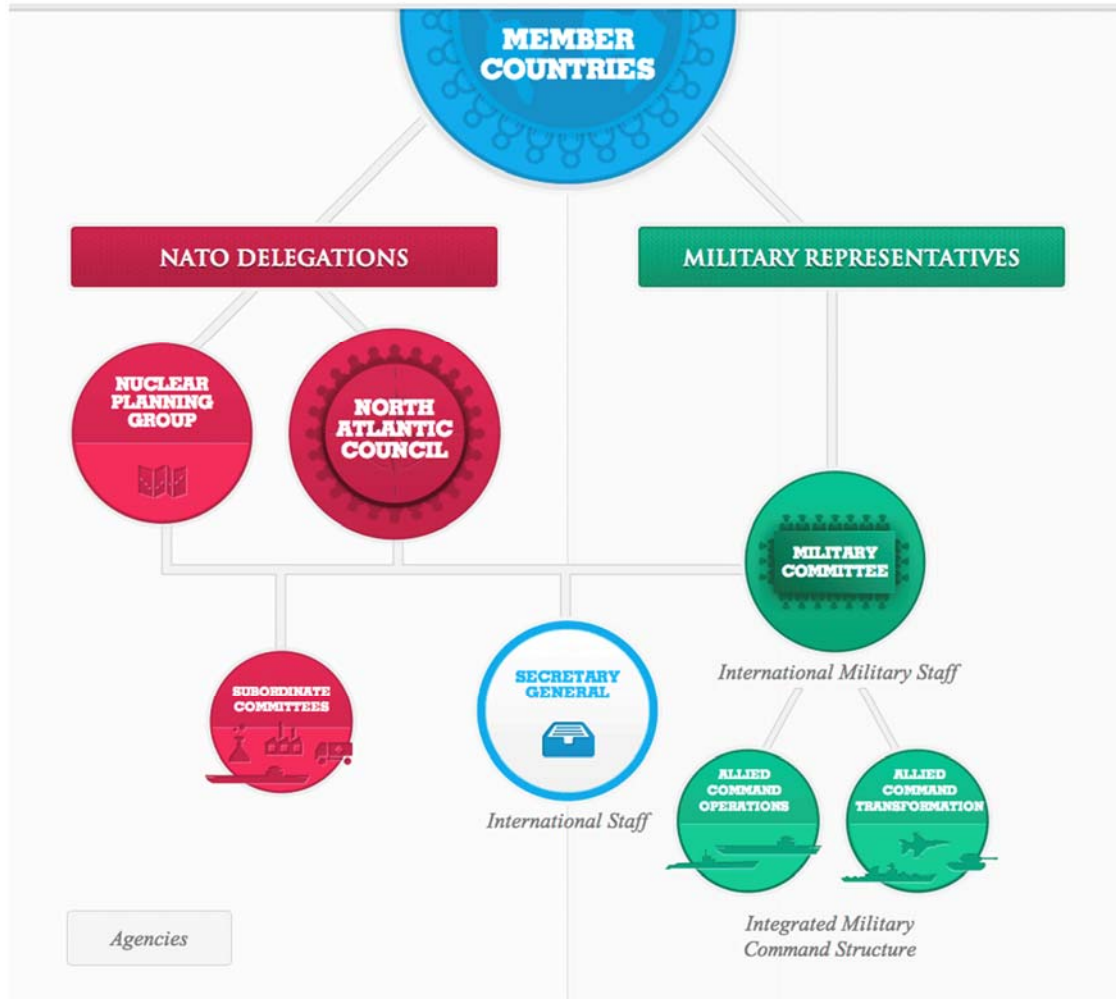 MEMBER
COUNTRIES
NATO DELEGATIONS
MILITARY REPRESENTATIVES
NUCLEAR
PLANNING
GROUP
NORTH
ATLANTIC
COUNCIL
MILITARY
COMMITTEE
International Military Staff
SUBORDINATE
COMMITTEES
SECRETARY
GENERAL
International Staff
ALLIED
COMMAND
OPERATIONS
ALLIED
COMMAND
TRANSFORMATION
Integrated Military
Command Structure
Agencies